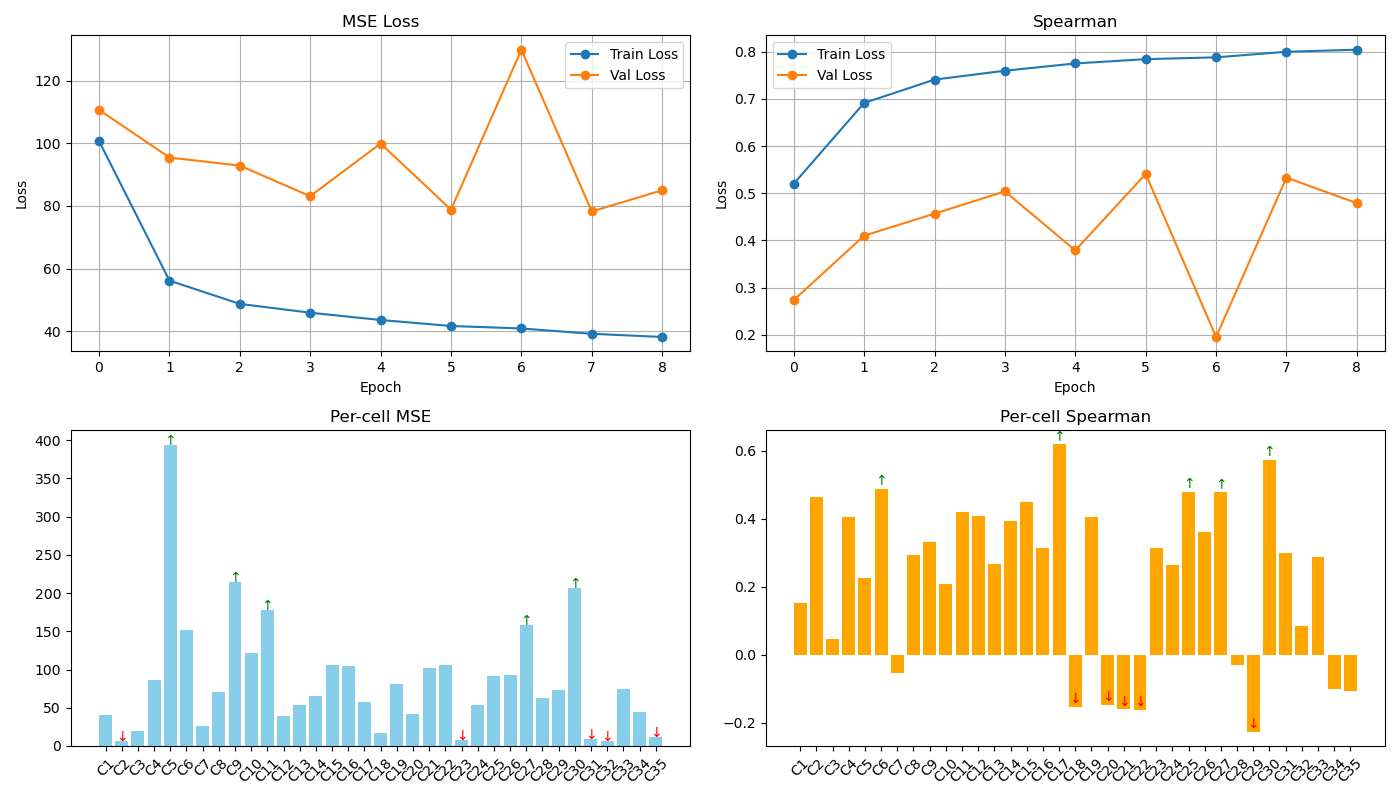 MSE Loss
Train Loss
Val Loss
120
100
80
60
40
Loss
0 1 2 3 4 5 6 7 8
Epoch
Spearman
Train Loss
Val Loss
0.8
0.7
0.6
0.5
0.4
0.3
0.2
Loss
0 1 2 3 4 5 6 7 8
Epoch
Per-cell MSE
400
350
300
250
200
150
100
50
0
↑ ↑ ↑ ↑ ↑
↓ ↓ ↓ ↓ ↓
C1 C2 C3 C4 C5 C6 C7 C8 C9 C10 C11 C12 C13 C14 C15 C16 C17 C18 C19 C20 C21 C22 C23 C24 C25 C26 C27 C28 C29 C30 C31 C32 C33 C34 C35
Per-cell Spearman
0.6
0.4
0.2
0.0
−0.2
↑ ↑ ↑ ↑ ↑
↓ ↓ ↓ ↓ ↓
C1 C2 C3 C4 C5 C6 C7 C8 C9 C10 C11 C12 C13 C14 C15 C16 C17 C18 C19 C20 C21 C22 C23 C24 C25 C26 C27 C28 C29 C30 C31 C32 C33 C34 C35